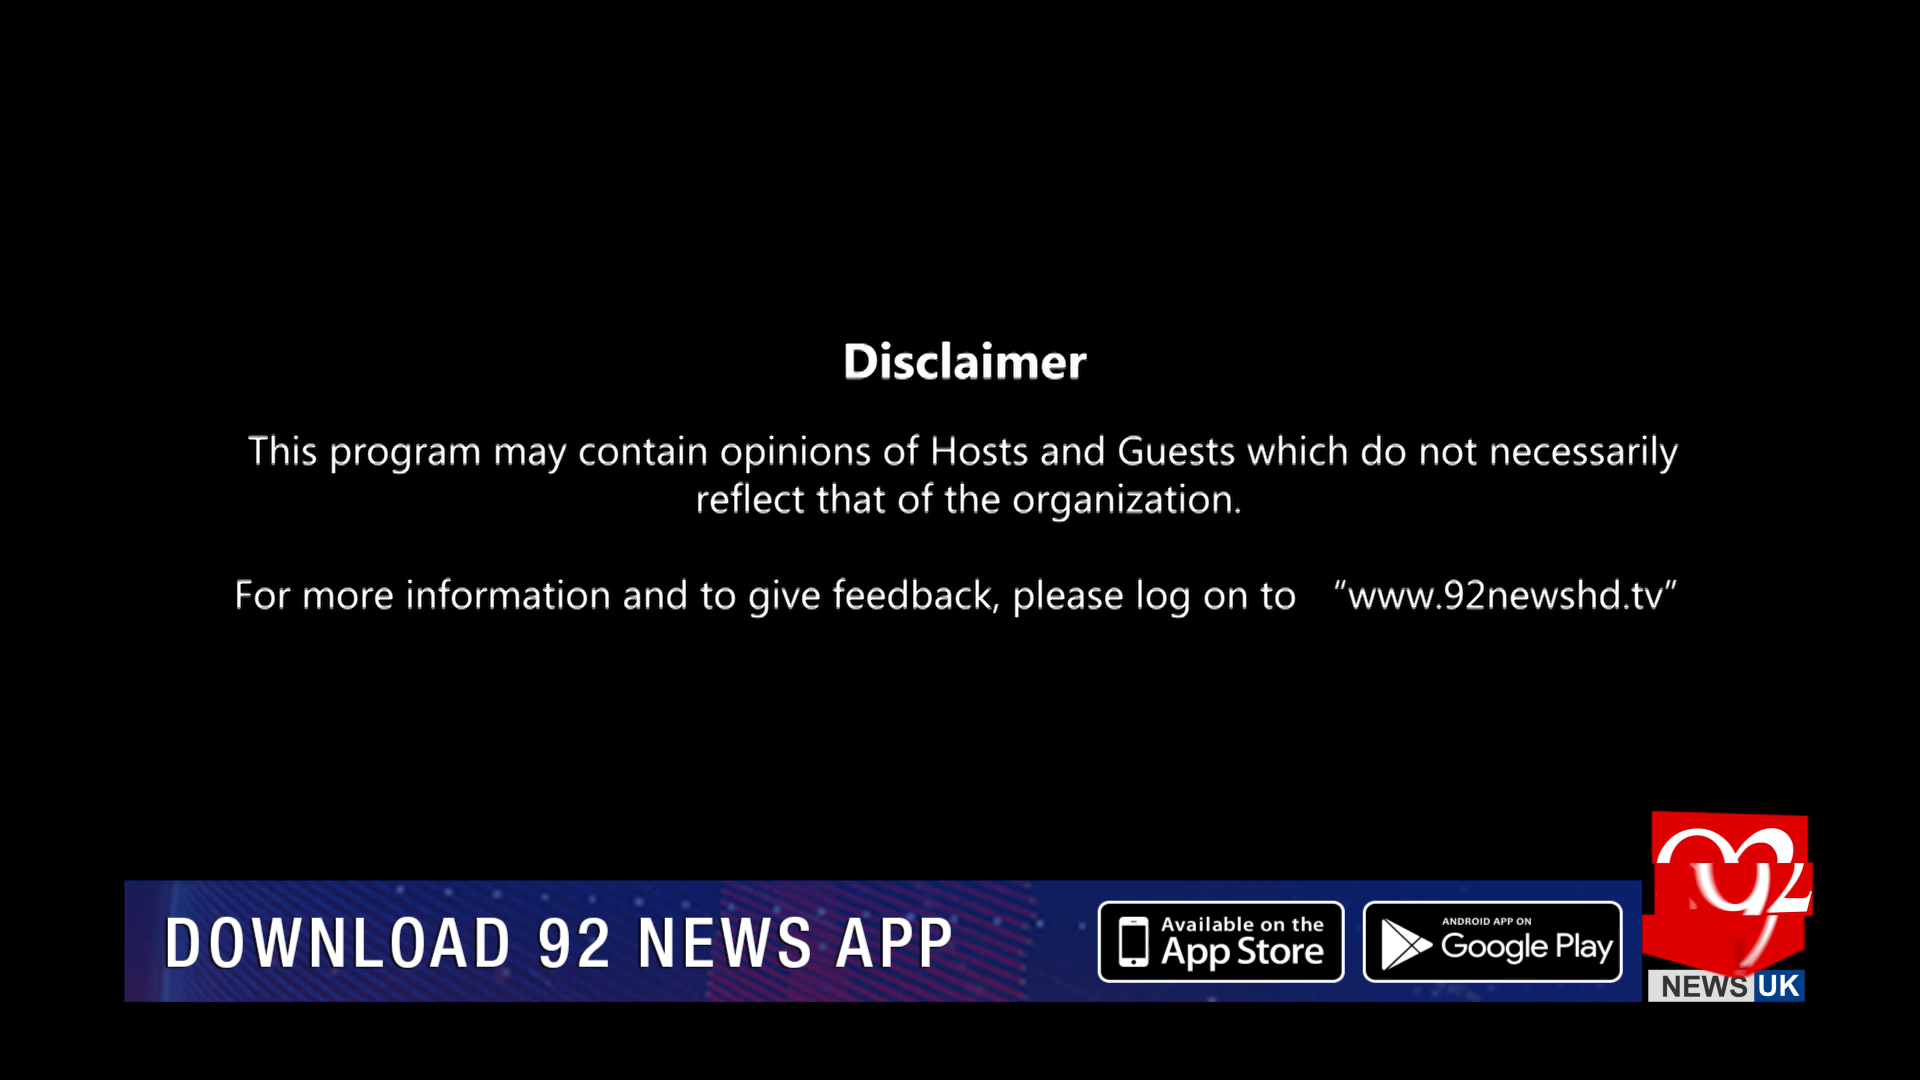 Disclaimer
This program may contain opinions of Hosts and Guests which do not necessarily
reflect that of the organization.
For more information and to give feedback, please log on to “www.92newshd.tv”
DOWNLOAD 92 NEWS APP
Available on the
App Store
ANDROID APP ON
Google Play
92
NEWS UK